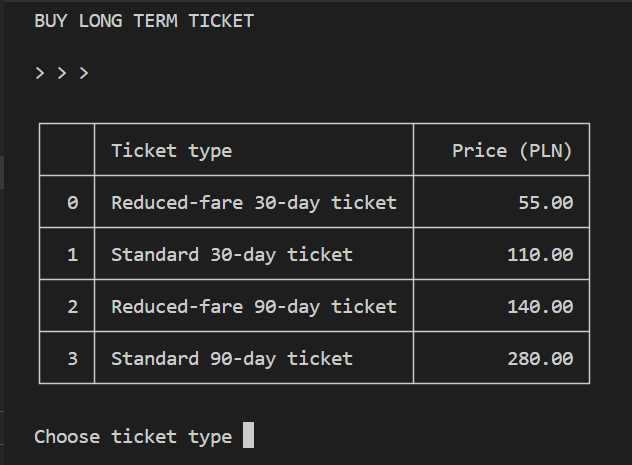 BUY LONG TERM TICKET
> > >
Ticket type Price (PLN)
0 Reduced-fare 30-day ticket 55.00
1 Standard 30-day ticket 110.00
2 Reduced-fare 90-day ticket 140.00
3 Standard 90-day ticket 280.00
Choose ticket type